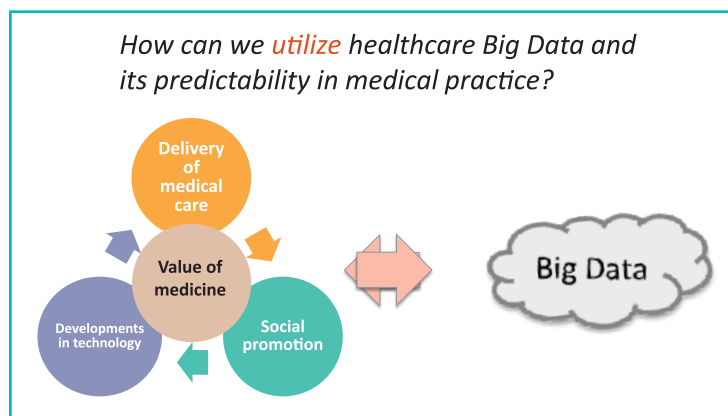 How can we utilize healthcare Big Data and
its predictability in medical practice?
Delivery
of
medical
care
Value of
medicine
Developments
in technology
Social
promotion
Big Data